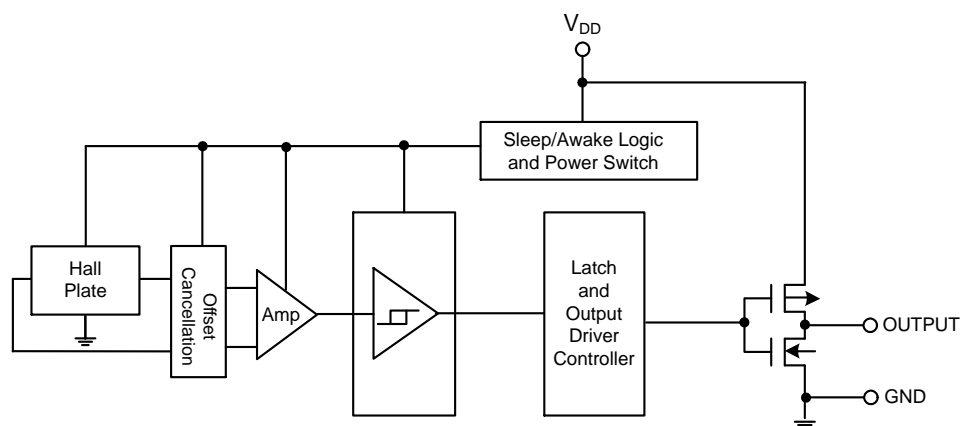 V_DD
Sleep/Awake Logic
and Power Switch
Hall
Plate
Offset
Cancellation
Amp
Latch
and
Output
Driver
Controller
OUTPUT
GND